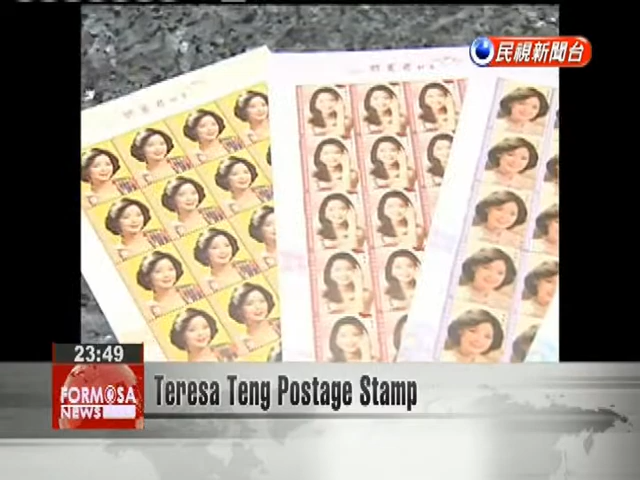 民視新聞台
23:49
FORMOSA
NEWS
Teresa Teng Postage Stamp